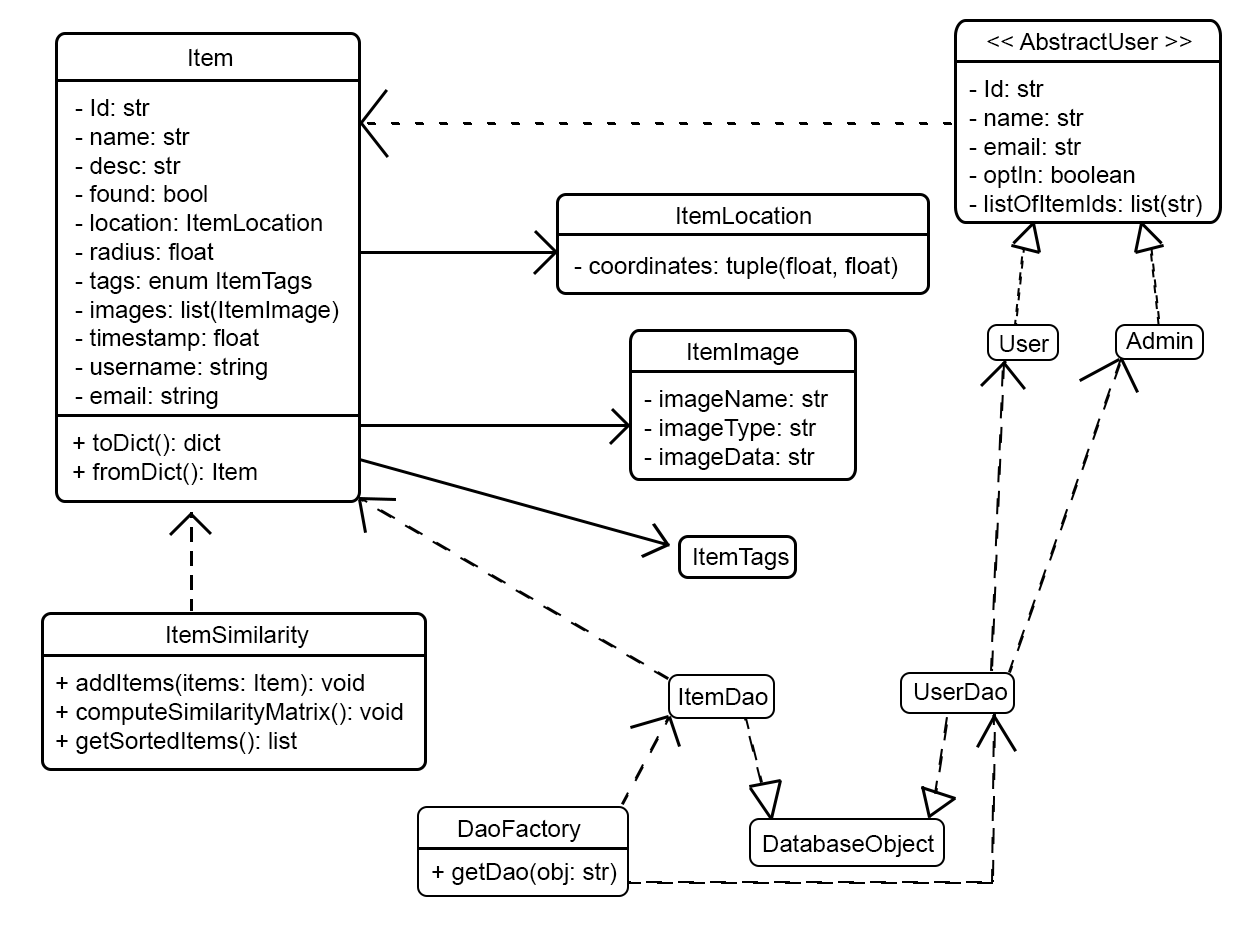 Item
- Id: str
- name: str
- desc: str
- found: bool
- location: ItemLocation
- radius: float
- tags: enum ItemTags
- images: list(ItemImage)
- timestamp: float
- username: string
- email: string
+ toDict(): dict
+ fromDict(): Item
<< AbstractUser >>
- Id: str
- name: str
- email: str
- optIn: boolean
- listOfItemIds: list(str)
ItemLocation
- coordinates: tuple(float, float)
ItemImage
- imageName: str
- imageType: str
- imageData: str
User
Admin
ItemTags
ItemSimilarity
+ addItems(items: Item): void
+ computeSimilarityMatrix(): void
+ getSortedItems(): list
ItemDao
UserDao
DaoFactory
+ getDao(obj: str)
DatabaseObject